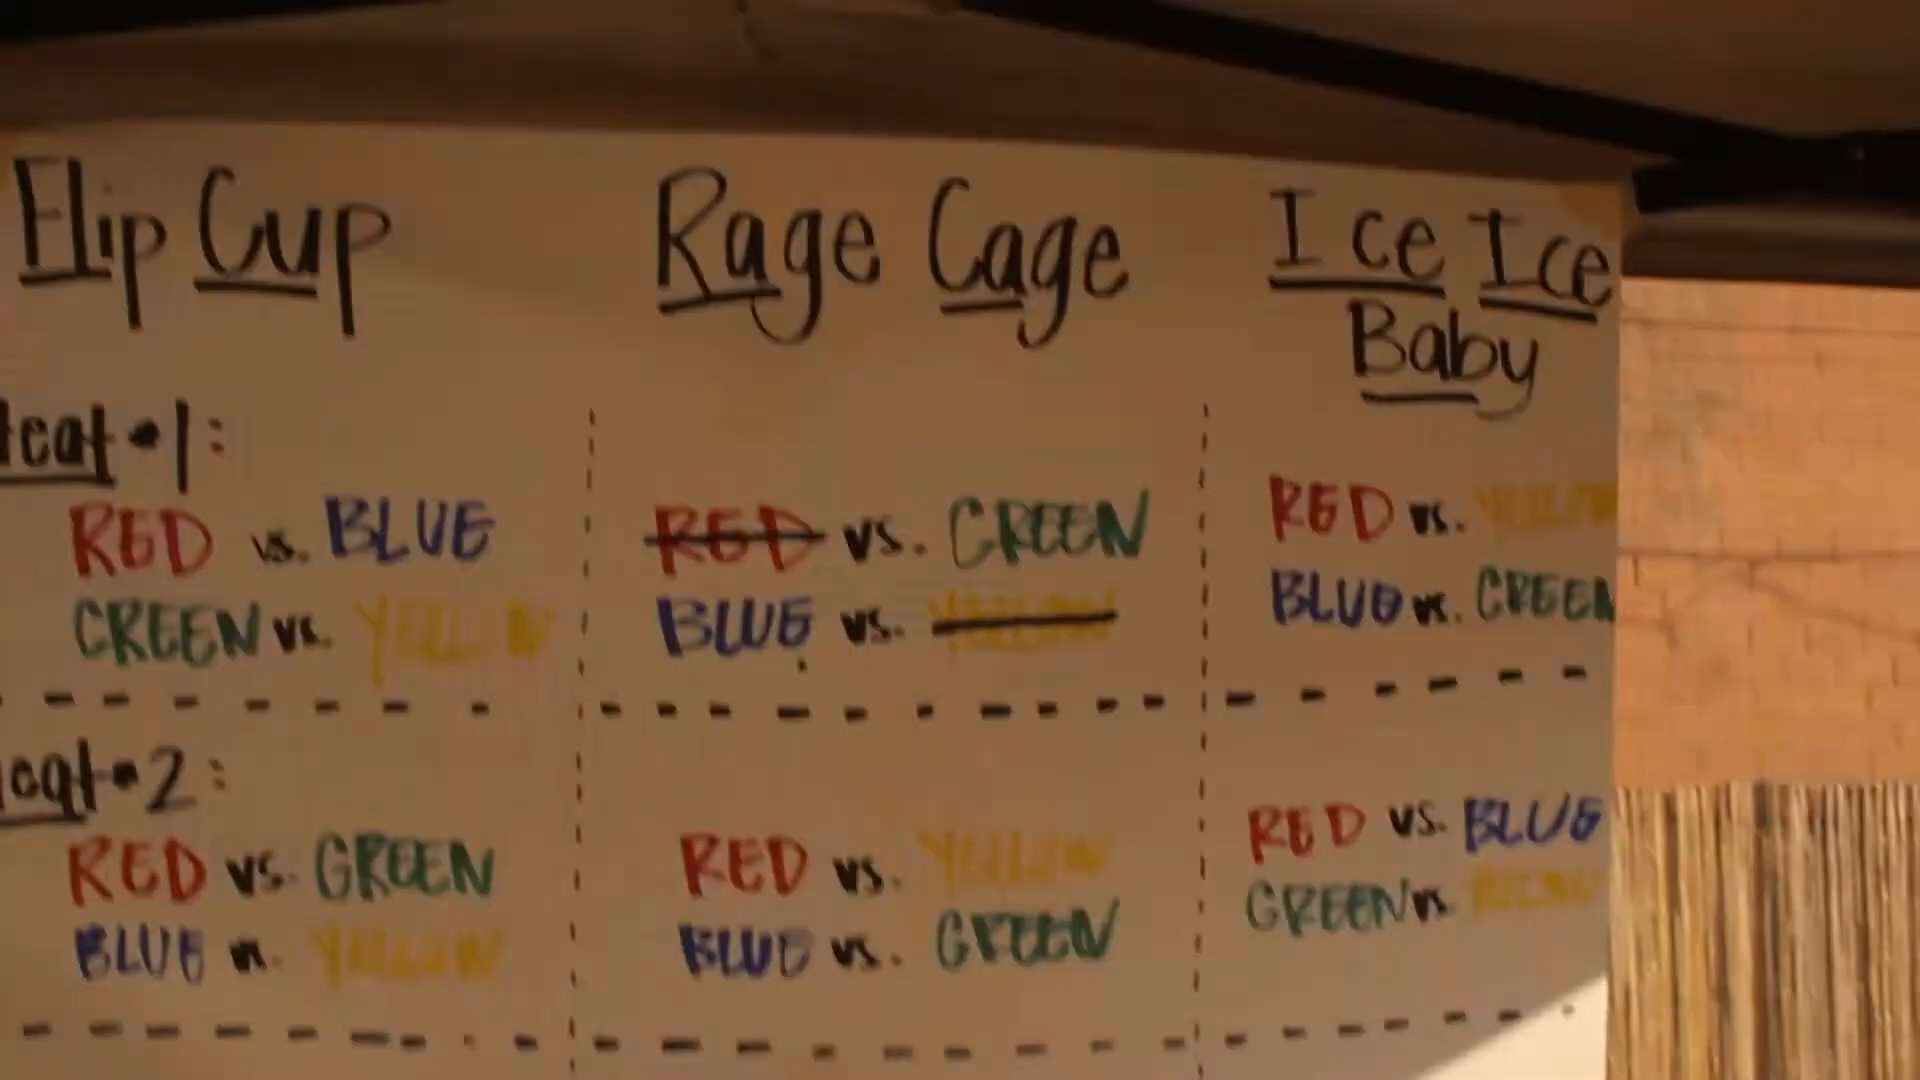 Flip Cup Rage Cage Ice Ice
Baby
Heat #1:
RED vs. BLUE RED vs. GREEN RED vs. YELLOW
GREEN vs. YELLOW BLUE vs. YELLOW BLUE vs. GREEN
Heat #2:
RED vs. GREEN RED vs. YELLOW RED vs. BLUE
BLUE vs. YELLOW BLUE vs. GREEN GREEN vs. YELLOW